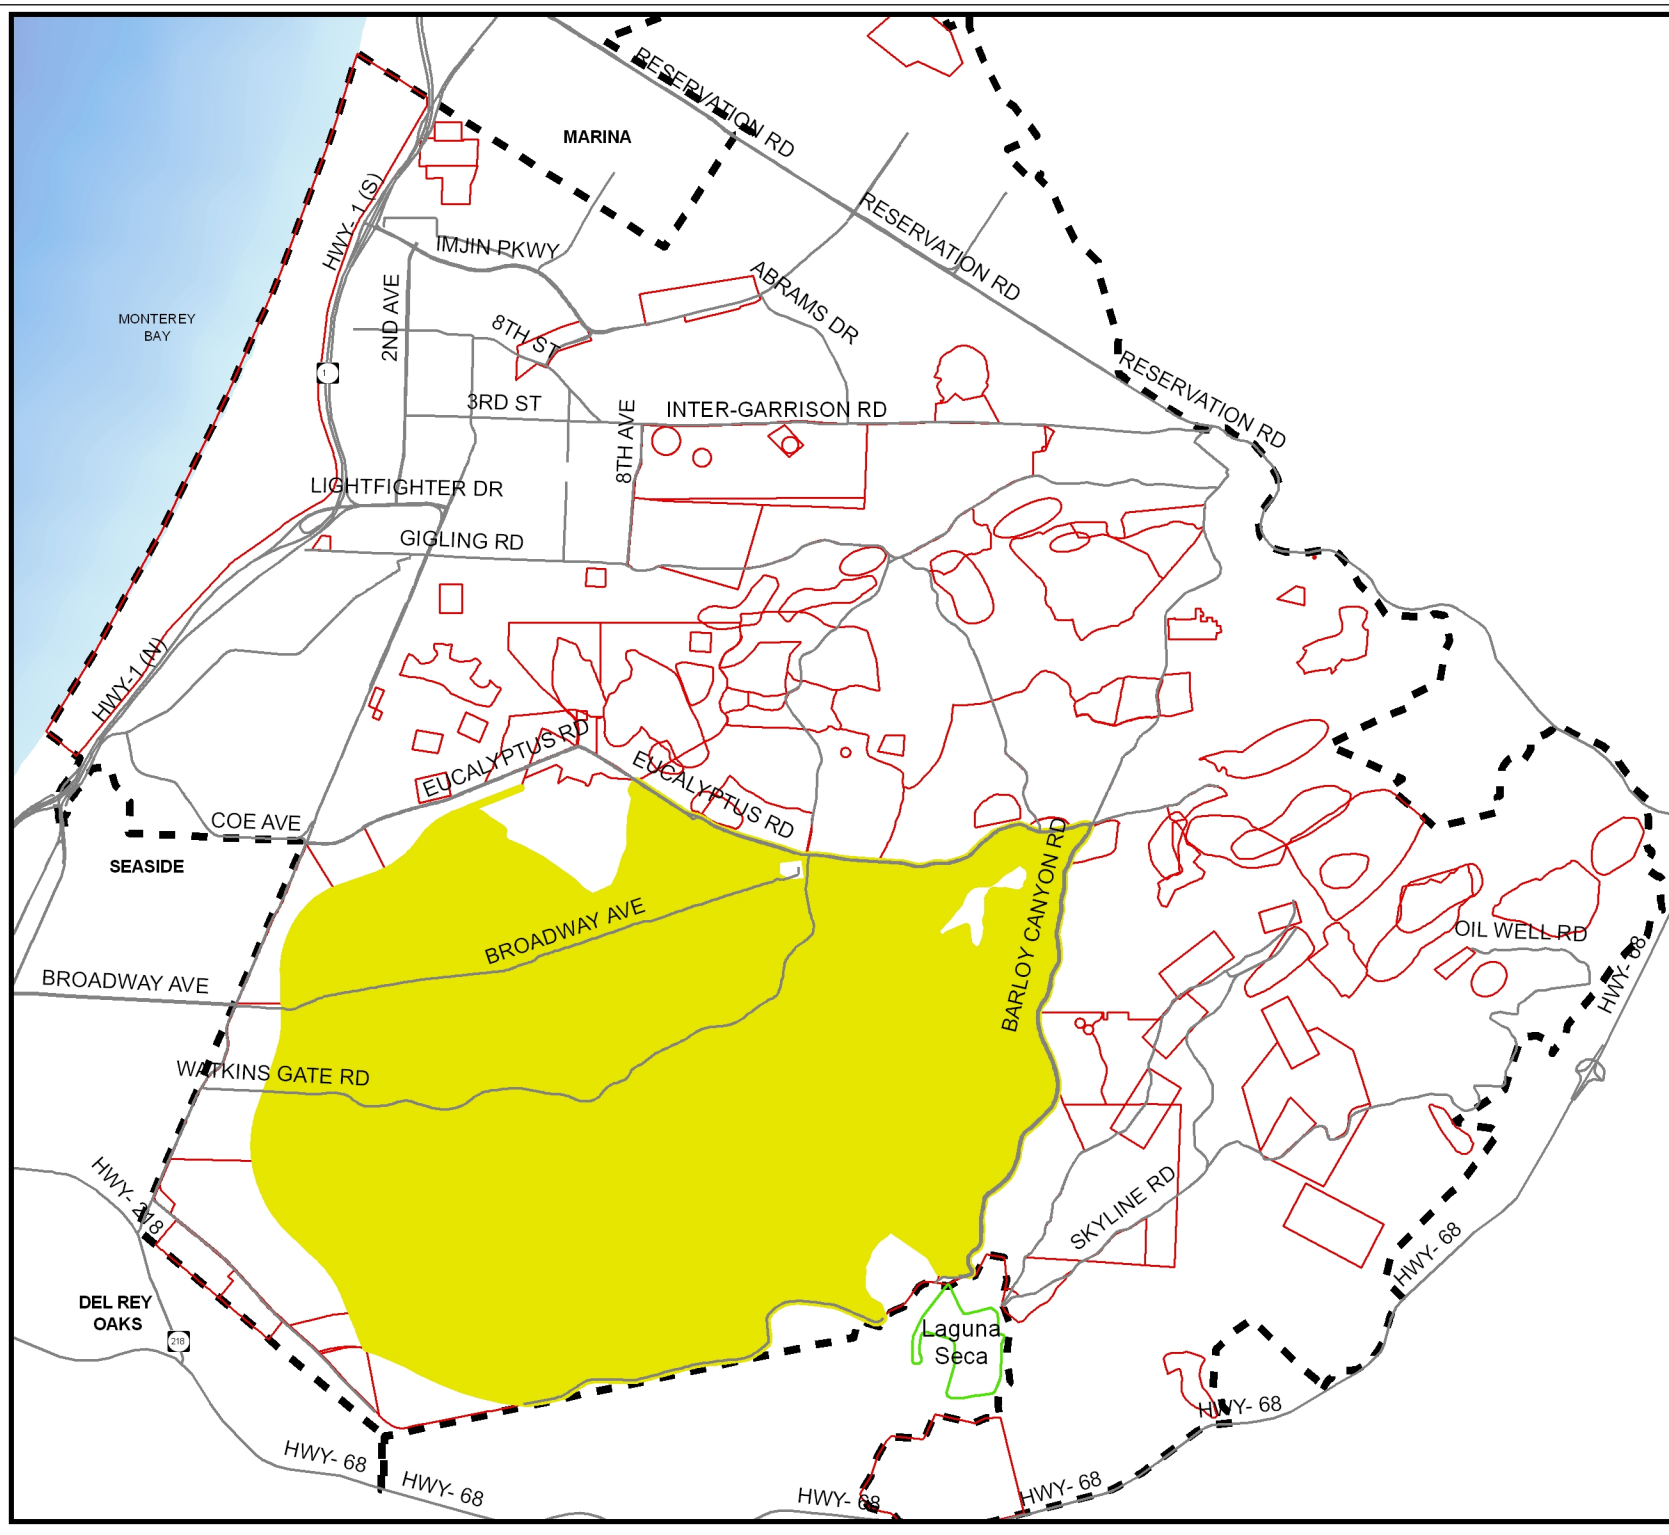 RESERVATION RD
MARINA
HWY- 1 (S)
RESERVATION RD
IMJIN PKWY
ABRAMS DR
MONTEREY
BAY
2ND AVE
8TH ST
1
RESERVATION RD
3RD ST
INTER-GARRISON RD
8TH AVE
LIGHTFIGHTER DR
GIGLING RD
HWY-1 (N)
EUCALYPTUS RD
EUCALYPTUS RD
COE AVE
SEASIDE
BROADWAY AVE
BARLOY CANYON RD
OIL WELL RD
BROADWAY AVE
HWY- 68
WATKINS GATE RD
HWY- 218
SKYLINE RD
HWY- 68
DEL REY
OAKS
218
Laguna
Seca
HWY- 68
HWY- 68
HWY- 68
HWY- 68
HWY- 68